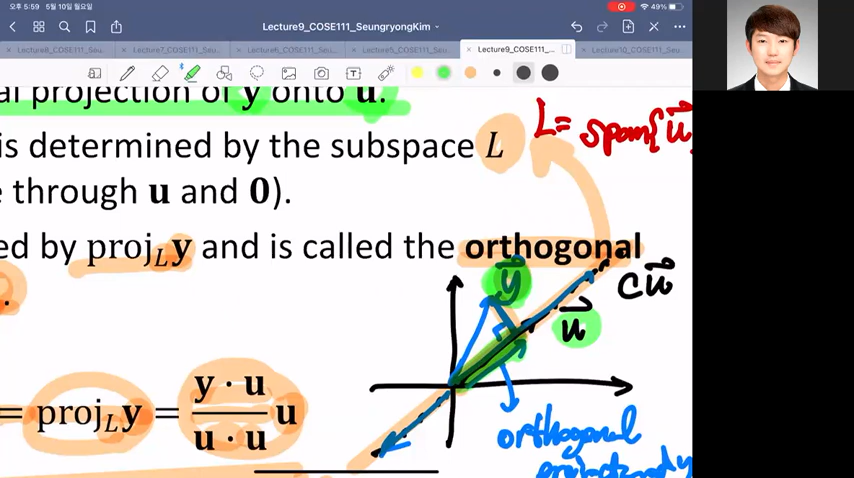 오후 5:59 5월 10일 월요일
49%
Lecture9_COSE111_SeungryongKim
Lecture8_COSE111_Seu...
Lecture7_COSE111_Seu...
Lecture6_COSE111_Seu...
Lecture5_COSE111_Seu...
Lecture9_COSE111_...
Lecture10_COSE111_Seu...
al projection of y onto u.
L= span{u
is determined by the subspace L
e through u and 0).
ed by proj_L y and is called the orthogonal
.
y
cu
u
= proj_L y = y · u / u · u u
orthogonal